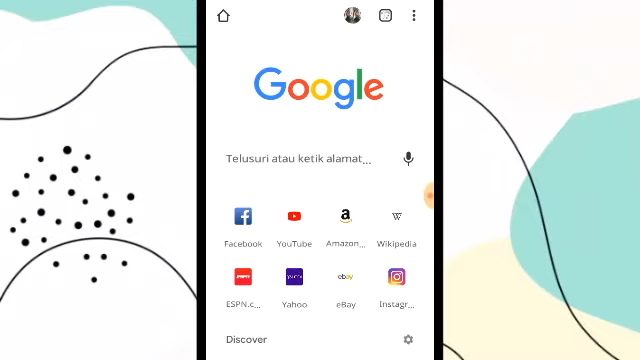 Google
Telusuri atau ketik alamat...
Facebook YouTube Amazon... Wikipedia
ESPN.c... Yahoo eBay Instagr...
Discover